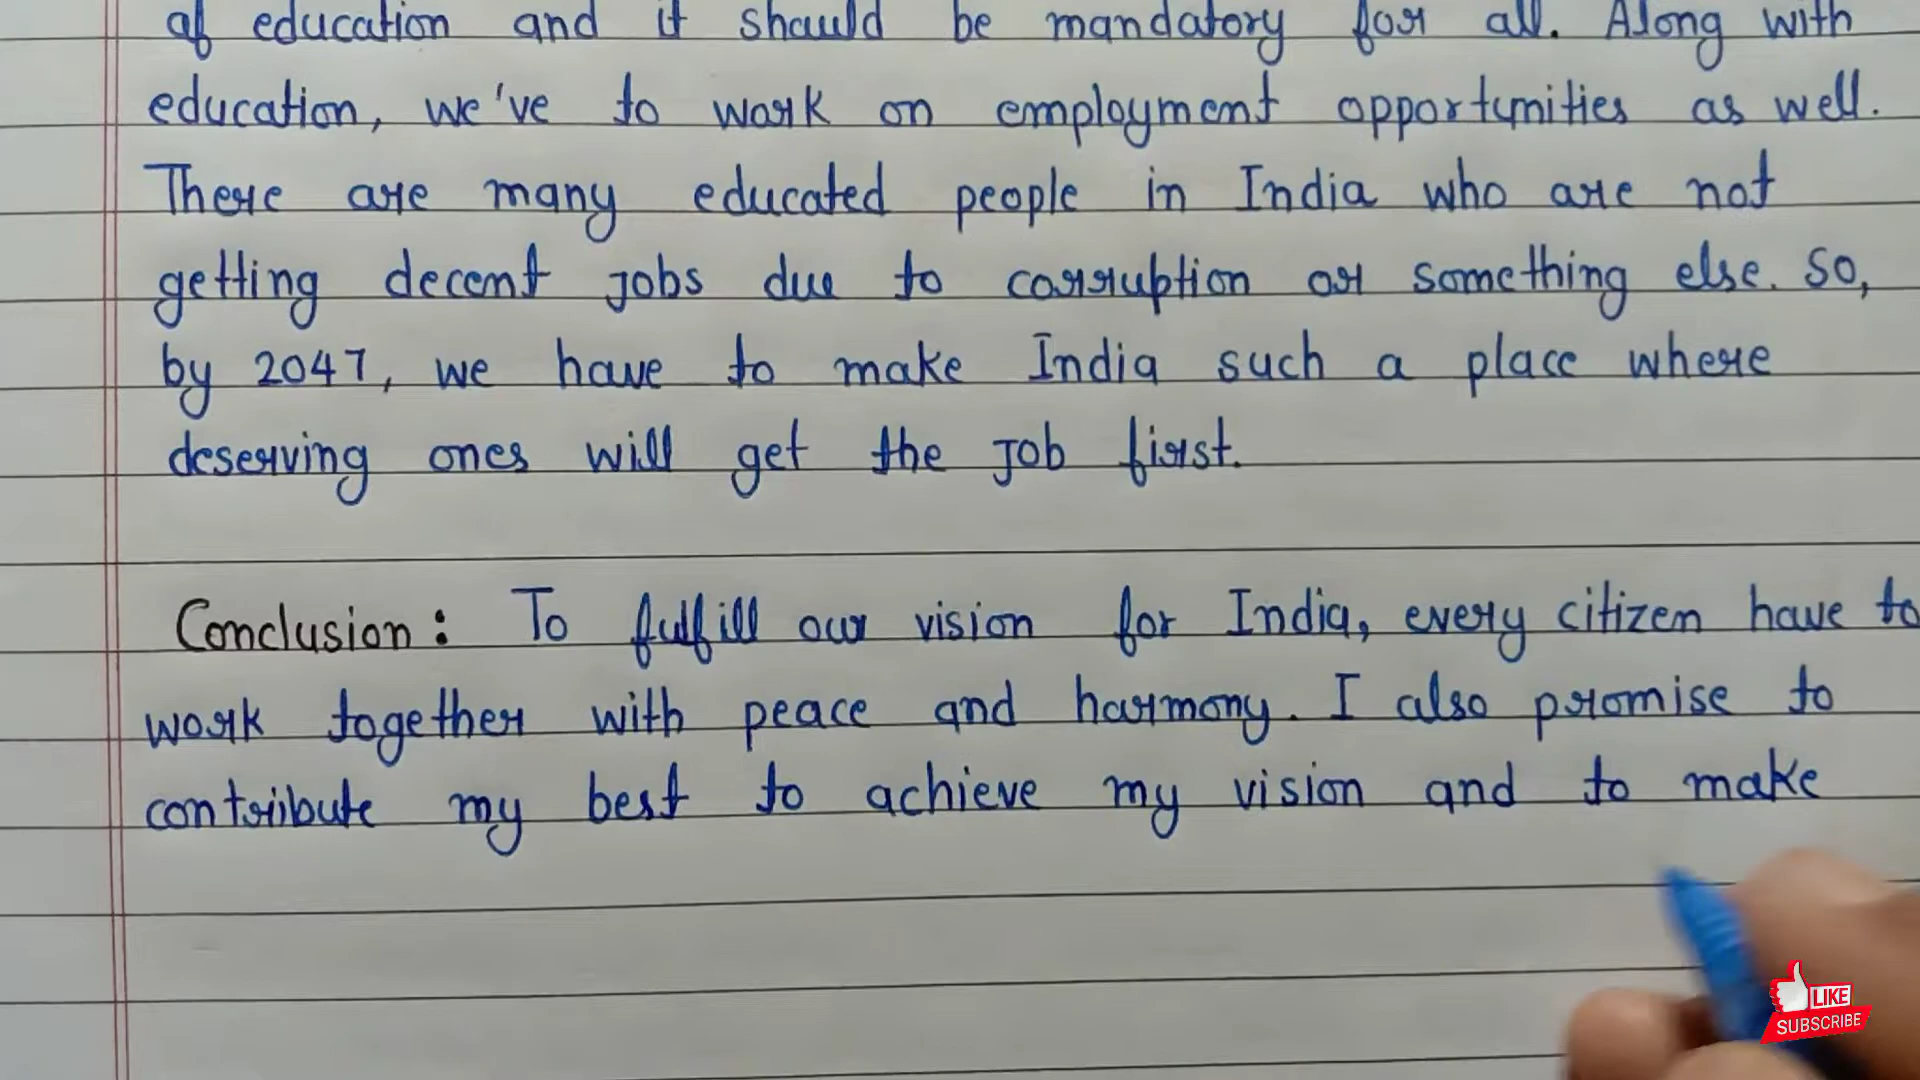 of education and it should be mandatory for all. Along with
education, we've to work on employment opportunities as well.
There are many educated people in India who are not
getting decent jobs due to corruption or something else. So,
by 2047, we have to make India such a place where
deserving ones will get the job first.
Conclusion: To fulfill our vision for India, every citizen have to
work together with peace and harmony. I also promise to
contribute my best to achieve my vision and to make
LIKE
SUBSCRIBE